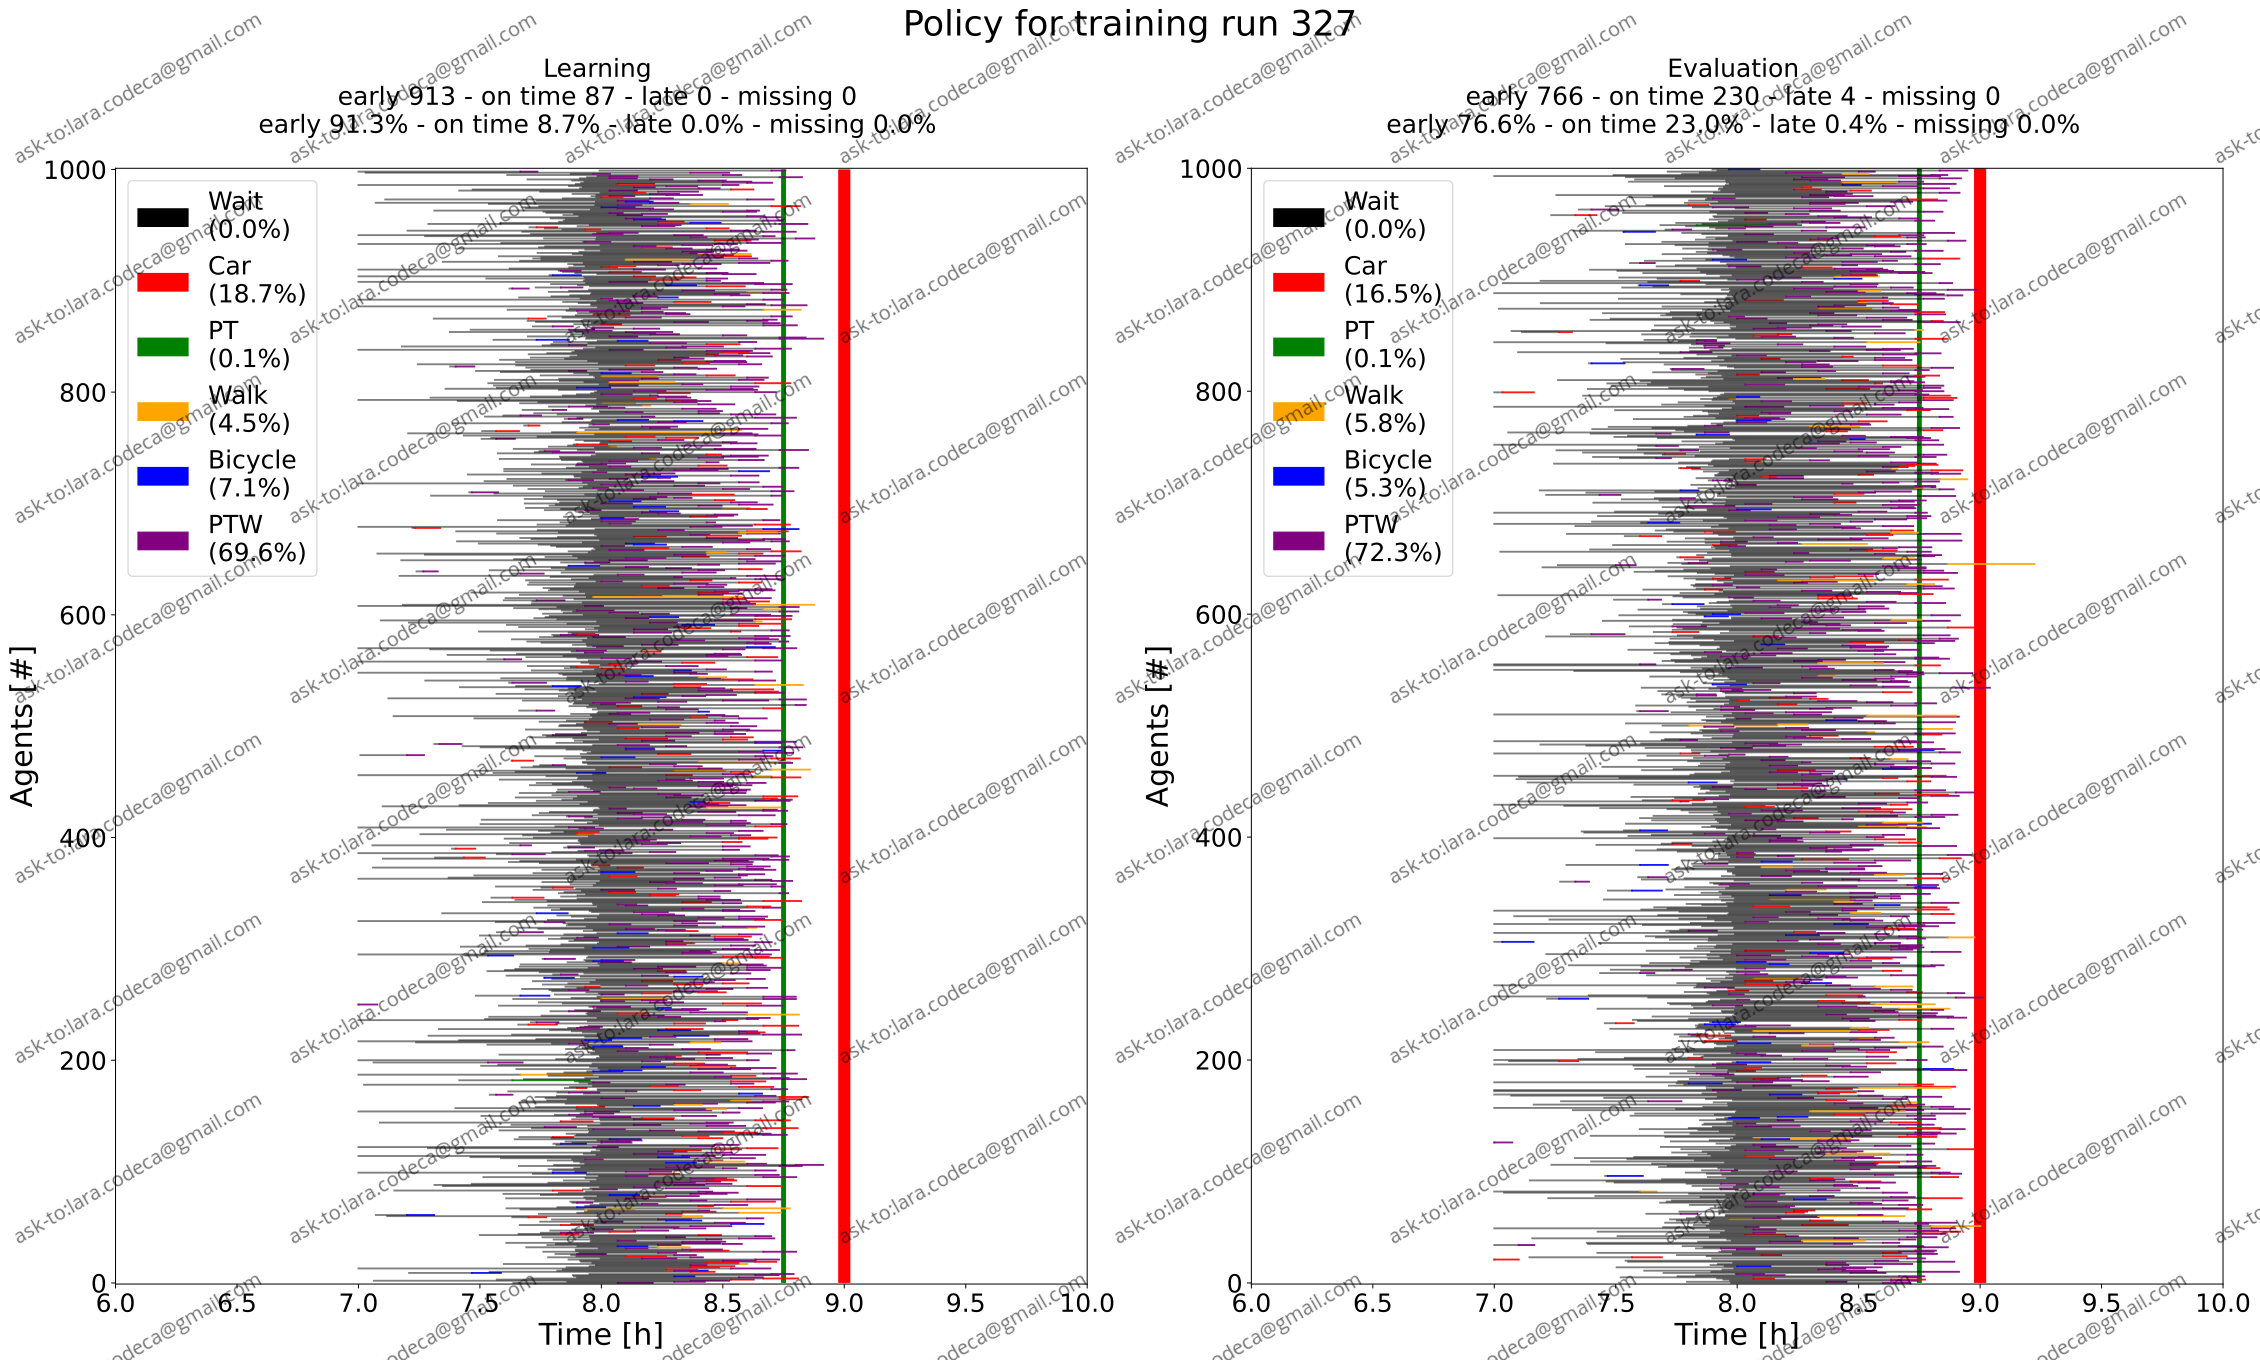 Policy for training run 327
Learning
early 913 - on time 87 - late 0 - missing 0
early 91.3% - on time 8.7% - late 0.0% - missing 0.0%
Agents [#]
1000
800
600
400
200
0
Wait
(0.0%)
Car
(18.7%)
PT
(0.1%)
Walk
(4.5%)
Bicycle
(7.1%)
PTW
(69.6%)
6.0 6.5 7.0 7.5 8.0 8.5 9.0 9.5 10.0
Time [h]
Evaluation
early 766 - on time 230 - late 4 - missing 0
early 76.6% - on time 23.0% - late 0.4% - missing 0.0%
Agents [#]
1000
800
600
400
200
0
Wait
(0.0%)
Car
(16.5%)
PT
(0.1%)
Walk
(5.8%)
Bicycle
(5.3%)
PTW
(72.3%)
6.0 6.5 7.0 7.5 8.0 8.5 9.0 9.5 10.0
Time [h]
ask-to:lara.codeca@gmail.com